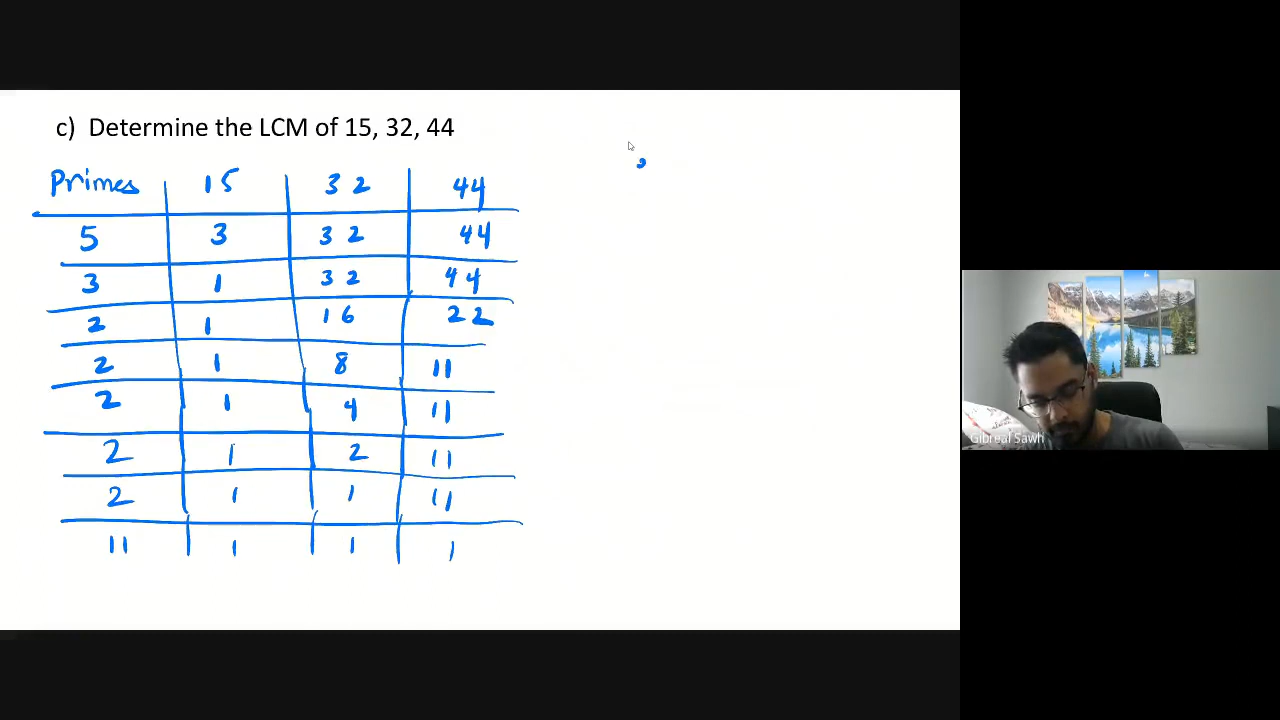 c) Determine the LCM of 15, 32, 44
Primes 15 32 44
5 3 32 44
3 1 32 44
2 1 16 22
2 1 8 11
2 1 4 11
2 1 2 11
2 1 1 11
11 1 1 1
Gibreal Sawh